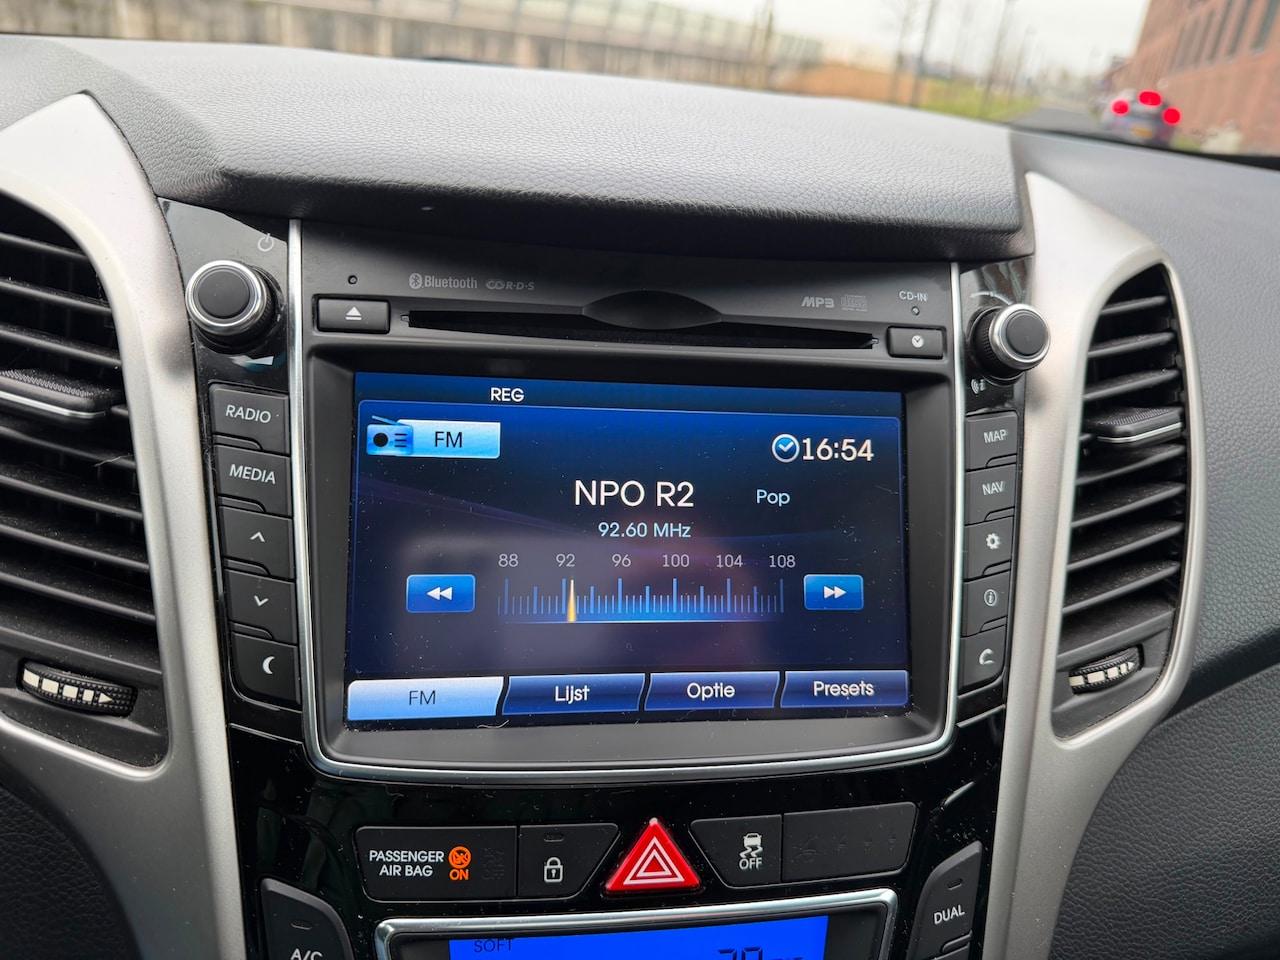 Bluetooth R·D·S
MP3
CD-IN
RADIO
MEDIA
MAP
NAV
REG
FM
16:54
NPO R2 Pop
92.60 MHz
88 92 96 100 104 108
FM Lijst Optie Presets
PASSENGER
AIR BAG
ON
OFF
DUAL
A/C
SOFT